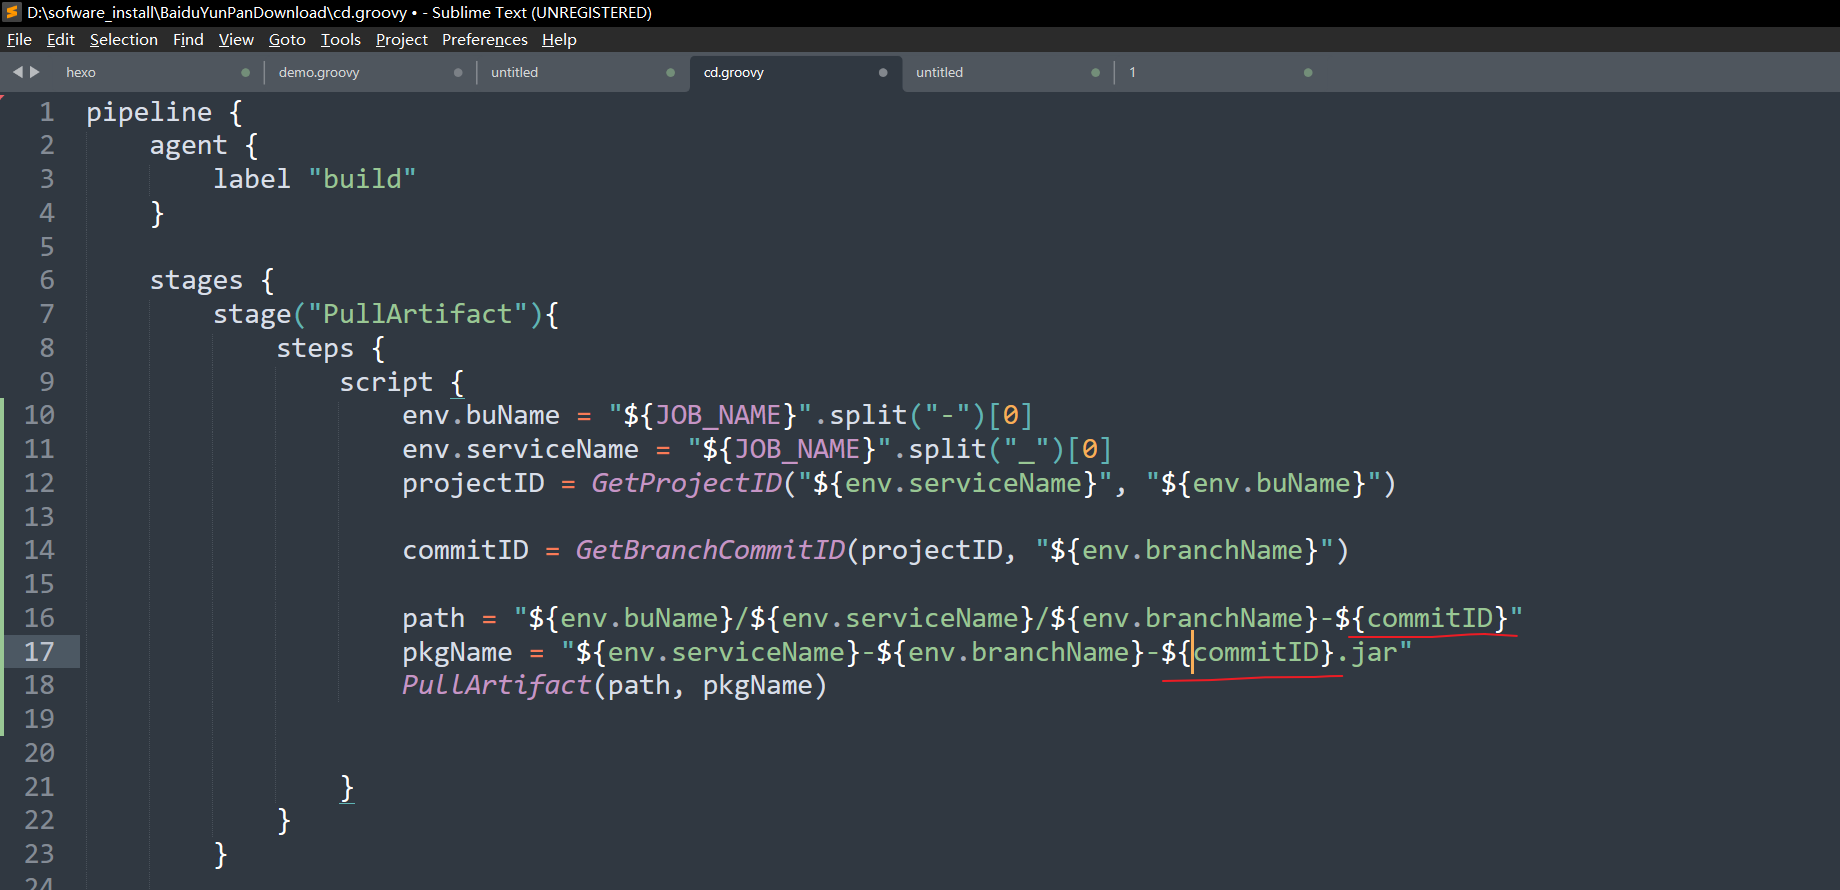 D:\sofware_install\BaiduYunPanDownload\cd.groovy • - Sublime Text (UNREGISTERED)
File Edit Selection Find View Goto Tools Project Preferences Help
hexo demo.groovy untitled cd.groovy untitled 1
1 pipeline {
2     agent {
3         label "build"
4     }
5
6     stages {
7         stage("PullArtifact"){
8             steps {
9                 script {
10                     env.buName = "${JOB_NAME}".split("-")[0]
11                     env.serviceName = "${JOB_NAME}".split("_")[0]
12                     projectID = GetProjectID("${env.serviceName}", "${env.buName}")
13
14                     commitID = GetBranchCommitID(projectID, "${env.branchName}")
15
16                     path = "${env.buName}/${env.serviceName}/${env.branchName}-${commitID}"
17                     pkgName = "${env.serviceName}-${env.branchName}-${commitID}.jar"
18                     PullArtifact(path, pkgName)
19
20
21                 }
22             }
23         }
24